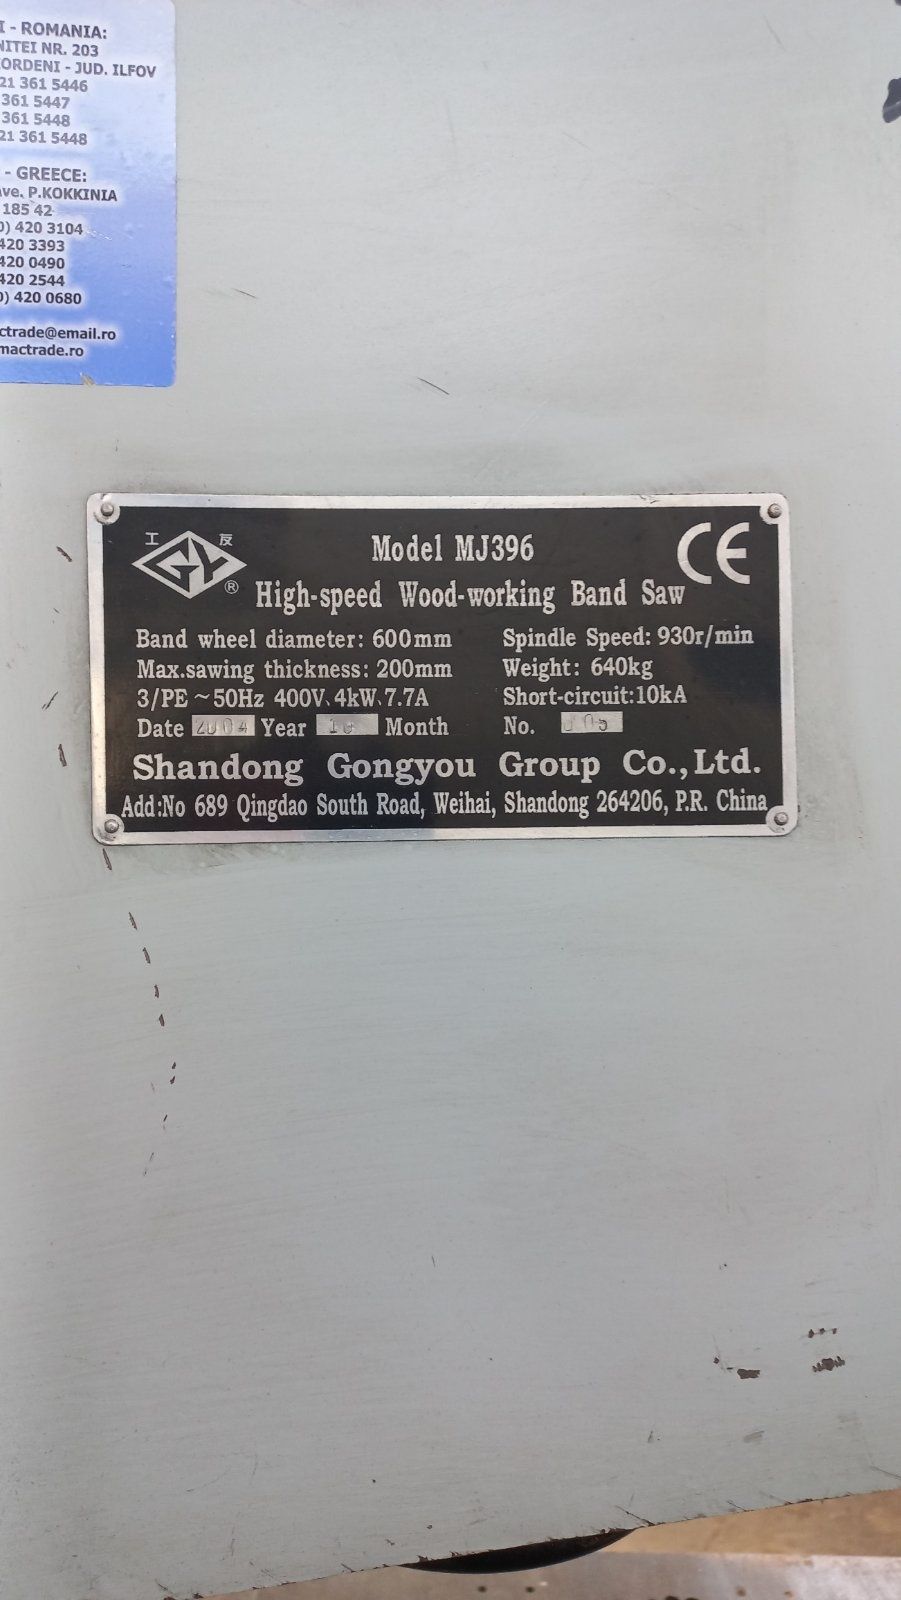 I - ROMANIA:
NITEI NR. 203
ORDENI - JUD. ILFOV
21 361 5446
361 5447
361 5448
21 361 5448
- GREECE:
ave. P.KOKKINIA
185 42
0) 420 3104
420 3393
420 0490
420 2544
0) 420 0680
ctrade@email.ro
mactrade.ro
工 友
GY ®
Model MJ396
CE
High-speed Wood-working Band Saw
Band wheel diameter: 600mm Spindle Speed: 930r/min
Max.sawing thickness: 200mm Weight: 640kg
3/PE ~ 50Hz 400V、4kW、7.7A Short-circuit:10kA
Date 2004 Year Month No.
Shandong Gongyou Group Co.,Ltd.
Add:No 689 Qingdao South Road, Weihai, Shandong 264206, P.R. China